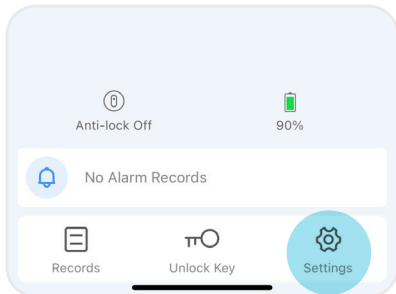 Anti-lock Off
90%
No Alarm Records
Records
Unlock Key
Settings